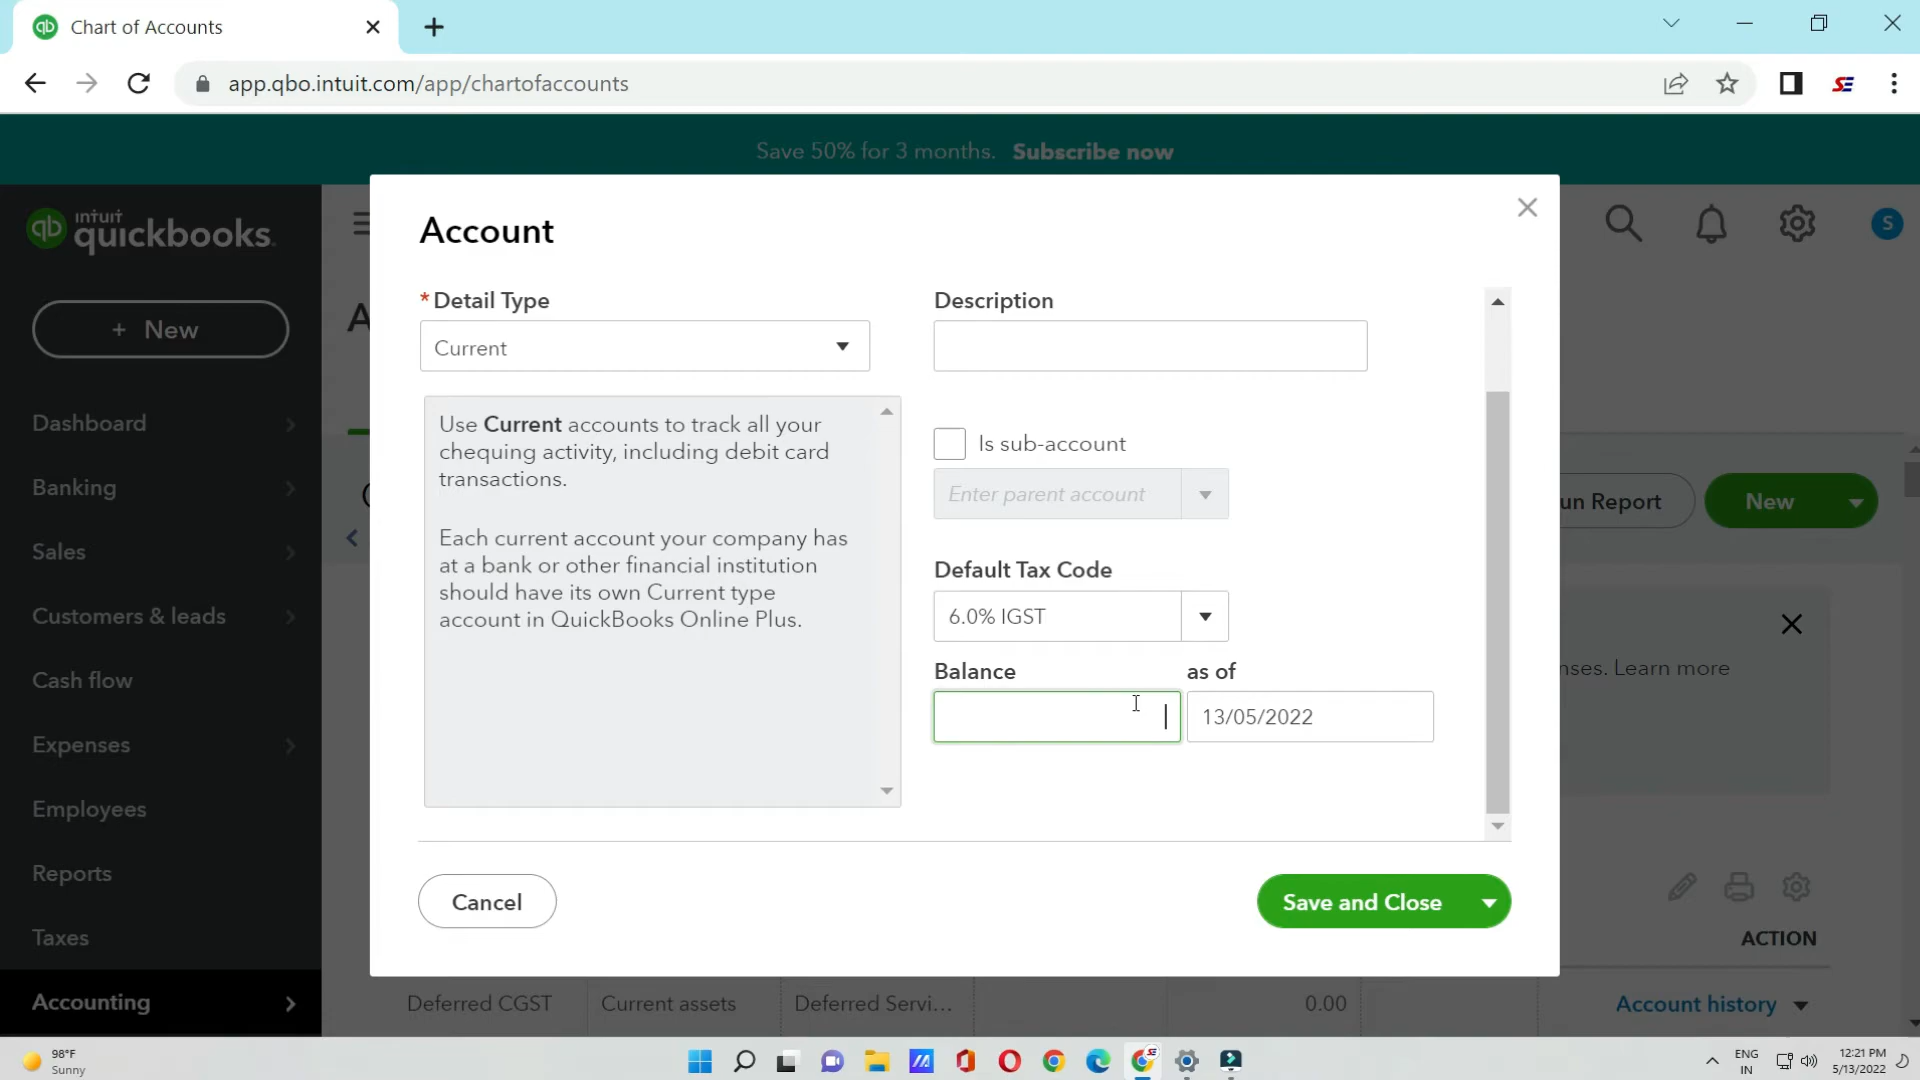 Chart of Accounts
app.qbo.intuit.com/app/chartofaccounts
Save 50% for 3 months. Subscribe now
qb intuit quickbooks.
S
+ New
Dashboard
Banking
Sales
Customers & leads
Cash flow
Expenses
Employees
Reports
Taxes
Accounting
Account
* Detail Type
Current
Use Current accounts to track all your
chequing activity, including debit card
transactions.
Each current account your company has
at a bank or other financial institution
should have its own Current type
account in QuickBooks Online Plus.
Description
Is sub-account
Enter parent account
Default Tax Code
6.0% IGST
Balance as of
13/05/2022
Cancel
Save and Close
un Report
New
nses. Learn more
ACTION
Deferred CGST Current assets Deferred Servi... 0.00 Account history
98°F
Sunny
ENG
IN
12:21 PM
5/13/2022